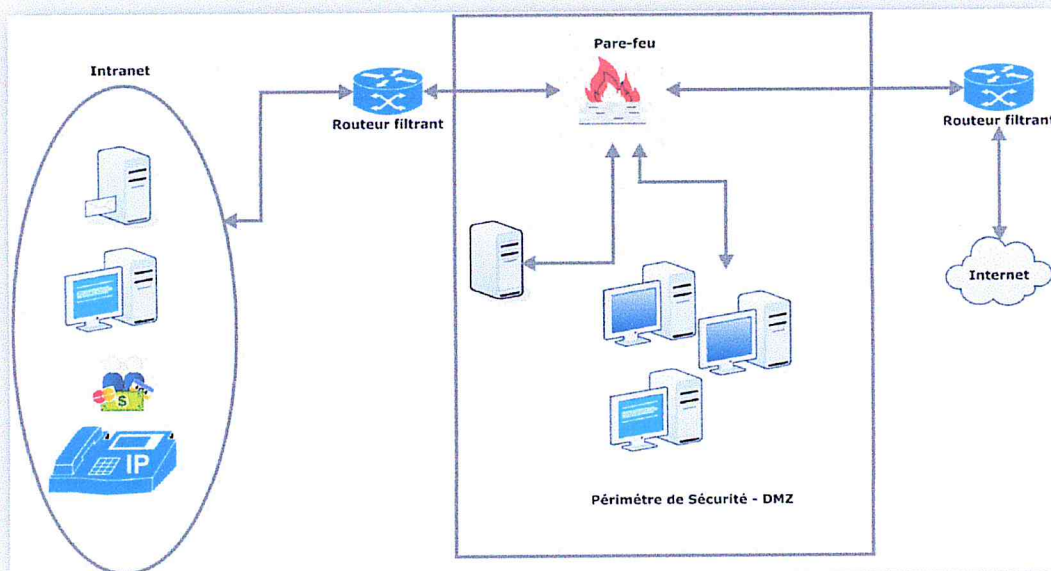 Pare-feu
Intranet
Routeur filtrant
Routeur filtrant
Internet
$
IP
Périmètre de Sécurité - DMZ